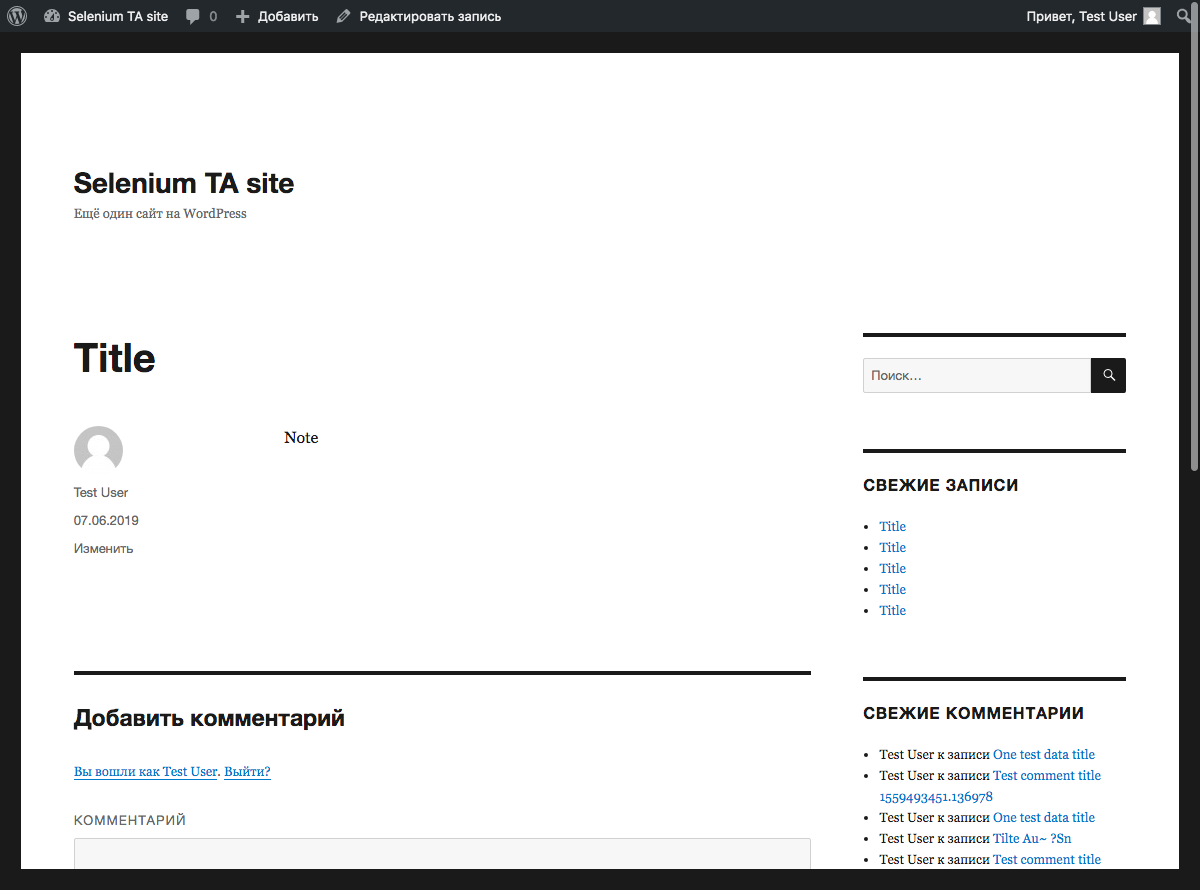 Selenium TA site 0 Добавить Редактировать запись Привет, Test User
Selenium TA site
Ещё один сайт на WordPress
Title
Note
Test User
07.06.2019
Изменить
Добавить комментарий
Вы вошли как Test User. Выйти?
КОММЕНТАРИЙ
Поиск…
СВЕЖИЕ ЗАПИСИ
Title
Title
Title
Title
Title
СВЕЖИЕ КОММЕНТАРИИ
Test User к записи One test data title
Test User к записи Test comment title
1559493451.136978
Test User к записи One test data title
Test User к записи Tilte Au~ ?Sn
Test User к записи Test comment title